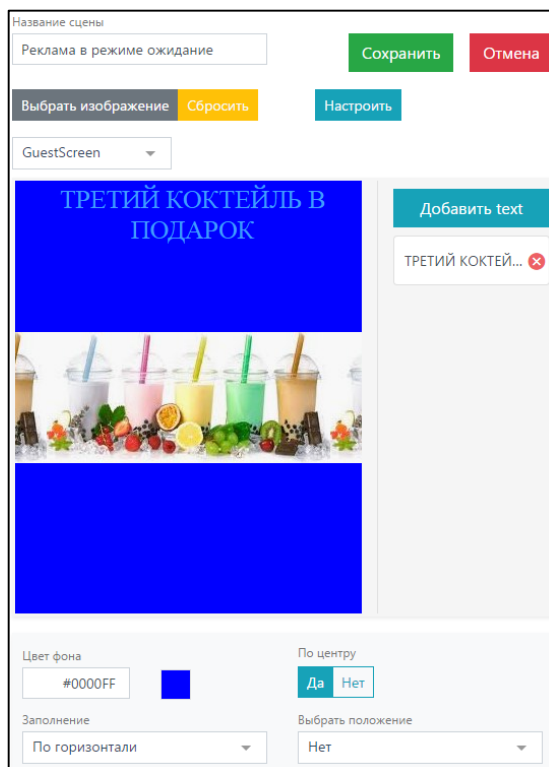 Название сцены
Реклама в режиме ожидание
Сохранить
Отмена
Выбрать изображение
Сбросить
Настроить
GuestScreen
ТРЕТИЙ КОКТЕЙЛЬ В
ПОДАРОК
Добавить text
ТРЕТИЙ КОКТЕЙ...
Цвет фона
#0000FF
По центру
Да
Нет
Заполнение
По горизонтали
Выбрать положение
Нет